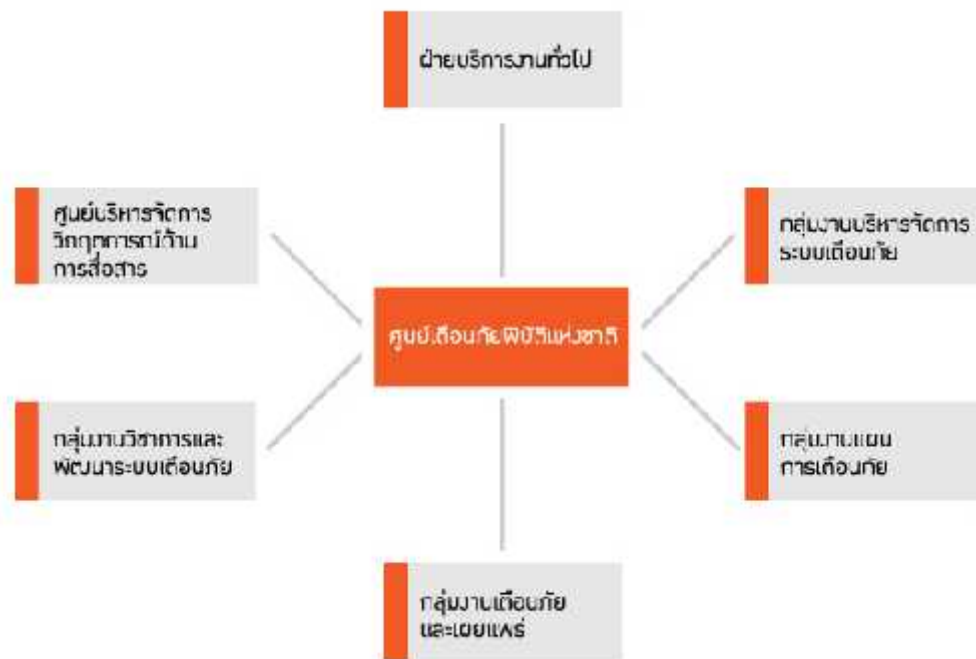 ฝ่ายบริการงานทั่วไป
ศูนย์บริหารจัดการ
วิกฤตการณ์ด้าน
การสื่อสาร
กลุ่มงานบริหารจัดการ
ระบบเตือนภัย
ศูนย์เตือนภัยพิบัติแห่งชาติ
กลุ่มงานวิชาการและ
พัฒนาระบบเตือนภัย
กลุ่มงานแผน
การเตือนภัย
กลุ่มงานเตือนภัย
และเผยแพร่